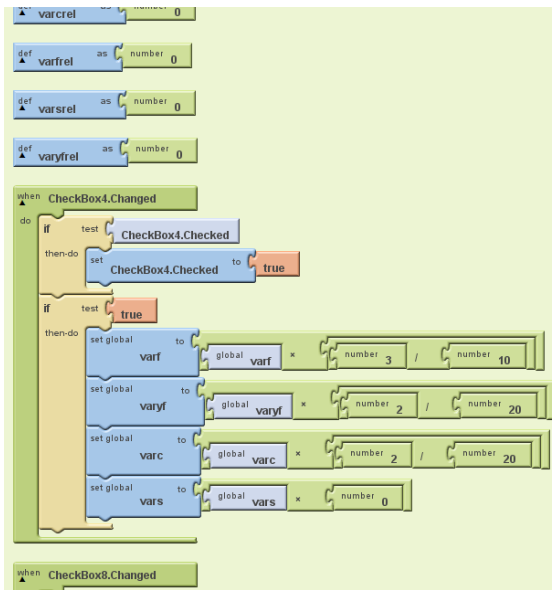 def varcrel as number 0
def varfrel as number 0
def varsrel as number 0
def varyfrel as number 0
when CheckBox4.Changed
do if test CheckBox4.Checked
then-do set CheckBox4.Checked to true
if test true
then-do set global varf to global varf × number 3 / number 10
set global varyf to global varyf × number 2 / number 20
set global varc to global varc × number 2 / number 20
set global vars to global vars × number 0
when CheckBox8.Changed